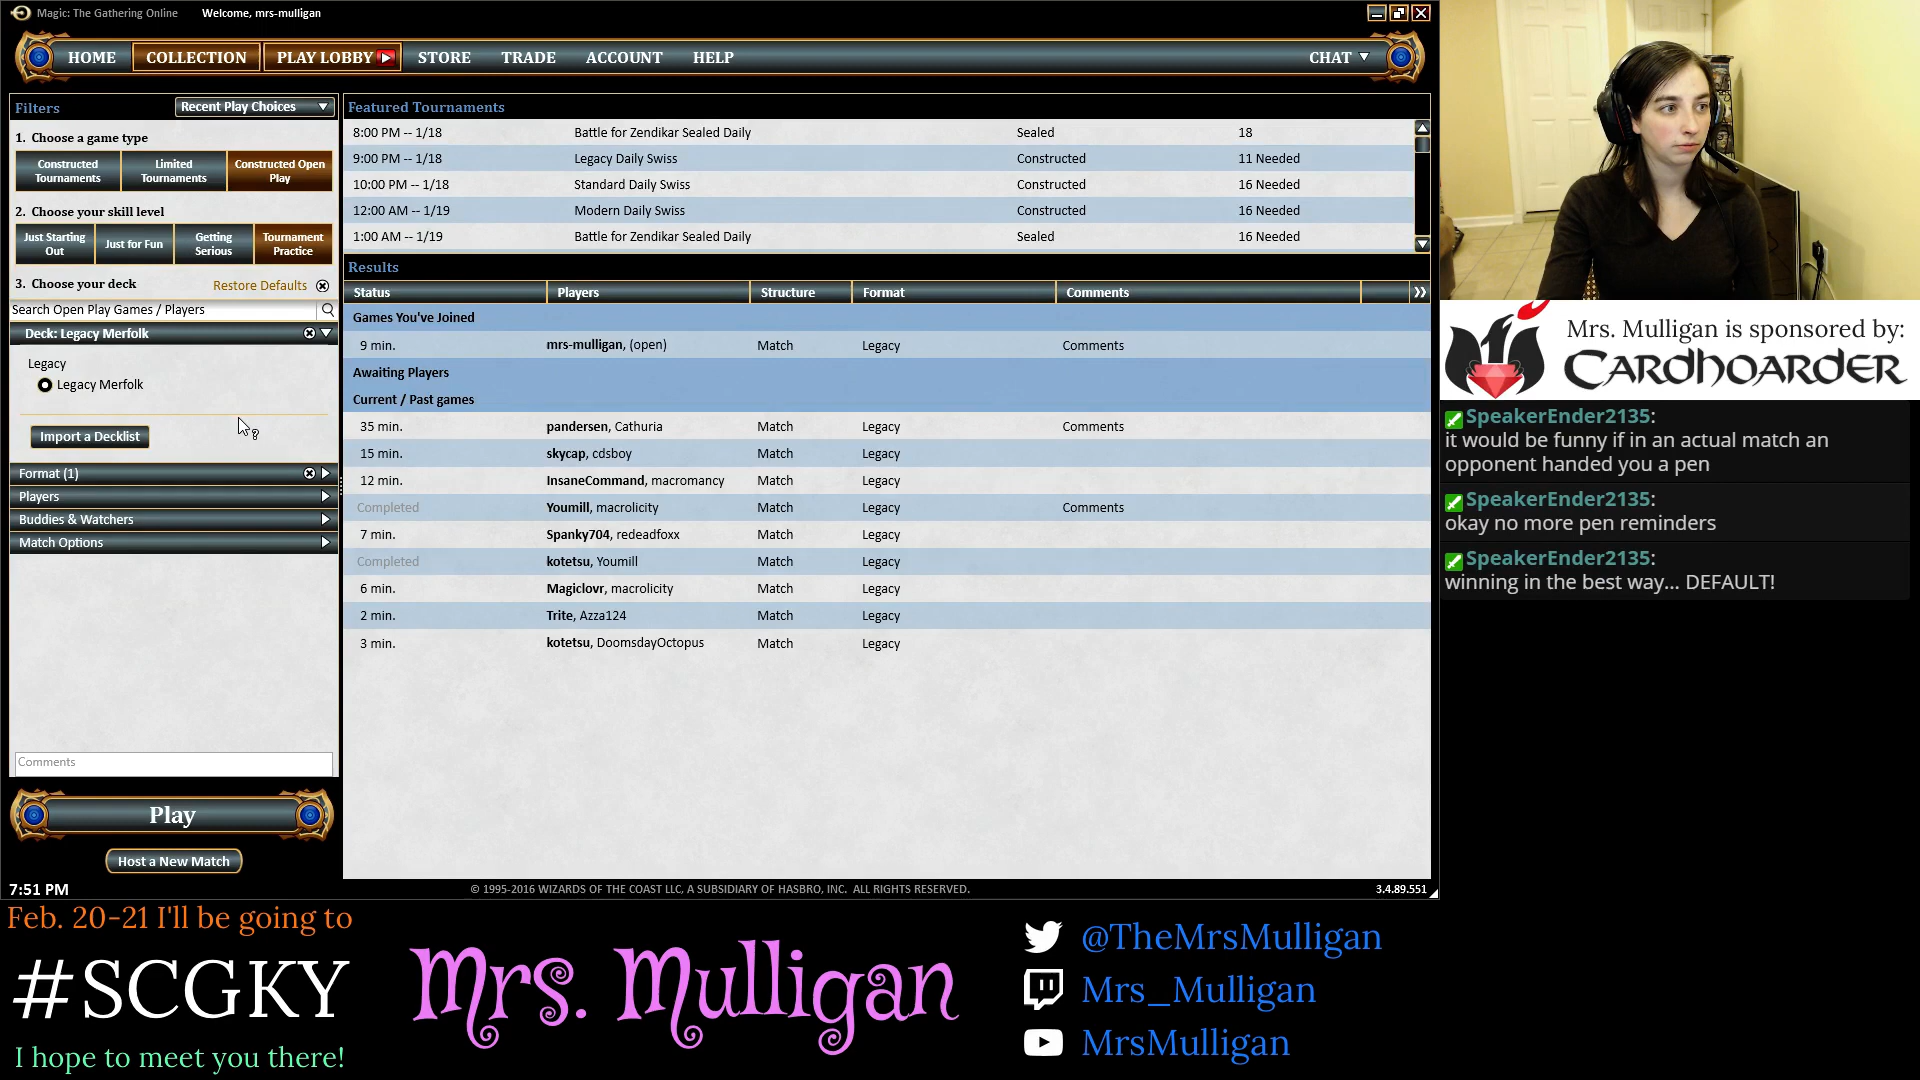 Magic: The Gathering Online Welcome, mrs-mulligan
HOME COLLECTION PLAY LOBBY STORE TRADE ACCOUNT HELP CHAT
Filters Recent Play Choices
1. Choose a game type
Constructed Tournaments Limited Tournaments Constructed Open Play
2. Choose your skill level
Just Starting Out Just for Fun Getting Serious Tournament Practice
3. Choose your deck Restore Defaults
Search Open Play Games / Players
Deck: Legacy Merfolk
Legacy
Legacy Merfolk
Import a Decklist
Format (1)
Players
Buddies & Watchers
Match Options
Comments
Play
Host a New Match
7:51 PM
Featured Tournaments
8:00 PM -- 1/18 Battle for Zendikar Sealed Daily Sealed 18
9:00 PM -- 1/18 Legacy Daily Swiss Constructed 11 Needed
10:00 PM -- 1/18 Standard Daily Swiss Constructed 16 Needed
12:00 AM -- 1/19 Modern Daily Swiss Constructed 16 Needed
1:00 AM -- 1/19 Battle for Zendikar Sealed Daily Sealed 16 Needed
Results
Status Players Structure Format Comments
Games You've Joined
9 min. mrs-mulligan, (open) Match Legacy Comments
Awaiting Players
Current / Past games
35 min. pandersen, Cathuria Match Legacy Comments
15 min. skycap, cdsboy Match Legacy
12 min. InsaneCommand, macromancy Match Legacy
Completed Youmill, macrolicity Match Legacy Comments
7 min. Spanky704, redeadfoxx Match Legacy
Completed kotetsu, Youmill Match Legacy
6 min. Magiclovr, macrolicity Match Legacy
2 min. Trite, Azza124 Match Legacy
3 min. kotetsu, DoomsdayOctopus Match Legacy
© 1995-2016 WIZARDS OF THE COAST LLC, A SUBSIDIARY OF HASBRO, INC. ALL RIGHTS RESERVED. 3.4.89.551
Mrs. Mulligan is sponsored by:
CARDHOARDER
SpeakerEnder2135:
it would be funny if in an actual match an
opponent handed you a pen
SpeakerEnder2135:
okay no more pen reminders
SpeakerEnder2135:
winning in the best way... DEFAULT!
Feb. 20-21 I'll be going to
#SCGKY
I hope to meet you there!
Mrs. Mulligan
@TheMrsMulligan
Mrs_Mulligan
MrsMulligan